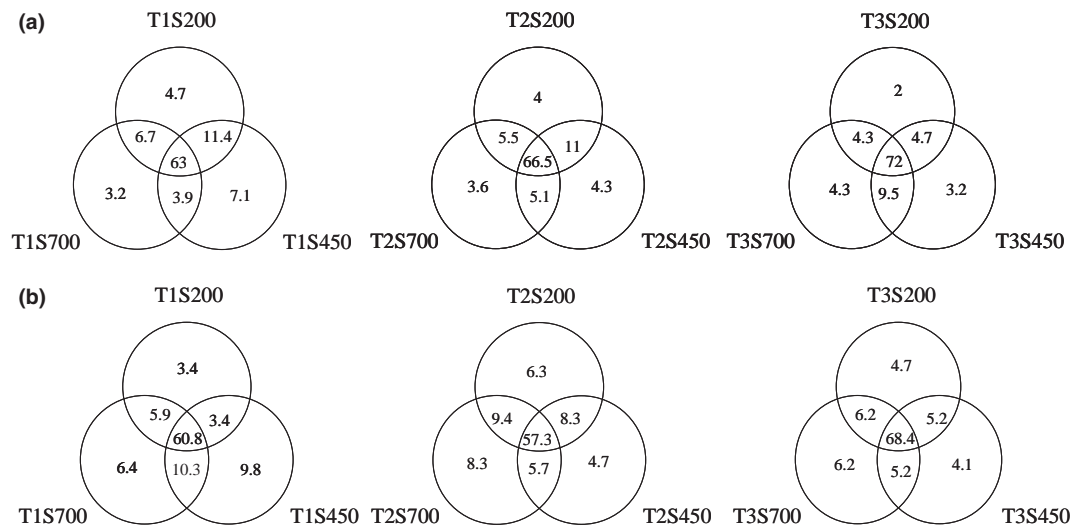 (a)
T1S200
4.7
6.7
11.4
63
3.2
3.9
7.1
T1S700
T1S450
T2S200
4
5.5
11
66.5
3.6
5.1
4.3
T2S700
T2S450
T3S200
2
4.3
4.7
72
4.3
9.5
3.2
T3S700
T3S450
(b)
T1S200
3.4
5.9
3.4
60.8
6.4
10.3
9.8
T1S700
T1S450
T2S200
6.3
9.4
8.3
57.3
8.3
5.7
4.7
T2S700
T2S450
T3S200
4.7
6.2
5.2
68.4
6.2
5.2
4.1
T3S700
T3S450